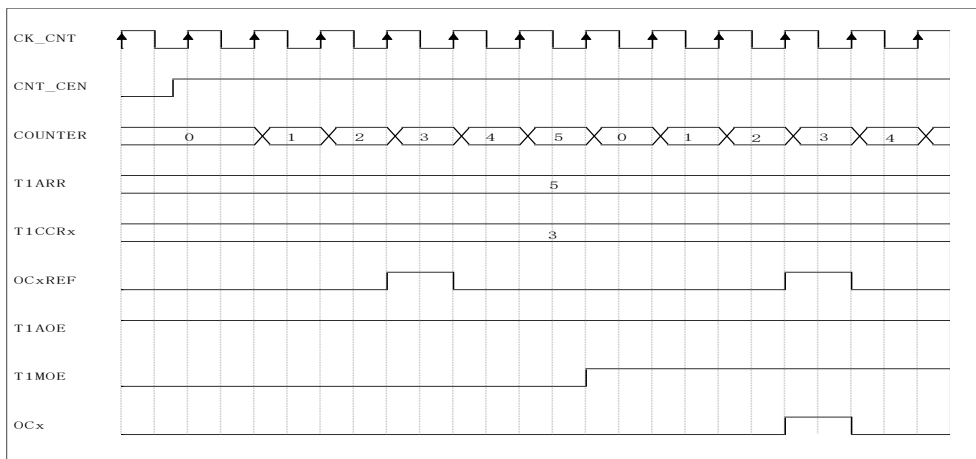 CK_CNT
CNT_CEN
COUNTER 0 1 2 3 4 5 0 1 2 3 4
T1ARR 5
T1CCRx 3
OCxREF
T1AOE
T1MOE
OCx